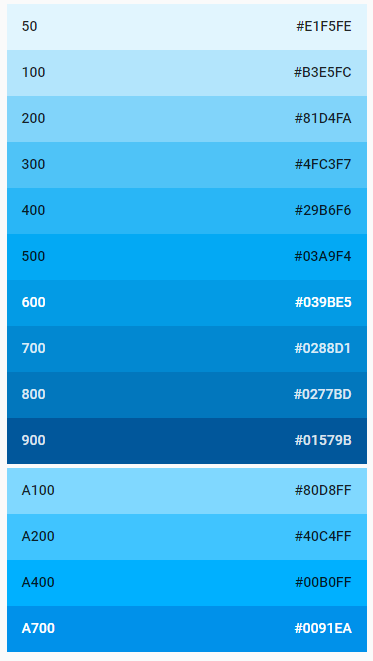 50 #E1F5FE
100 #B3E5FC
200 #81D4FA
300 #4FC3F7
400 #29B6F6
500 #03A9F4
600 #039BE5
700 #0288D1
800 #0277BD
900 #01579B
A100 #80D8FF
A200 #40C4FF
A400 #00B0FF
A700 #0091EA